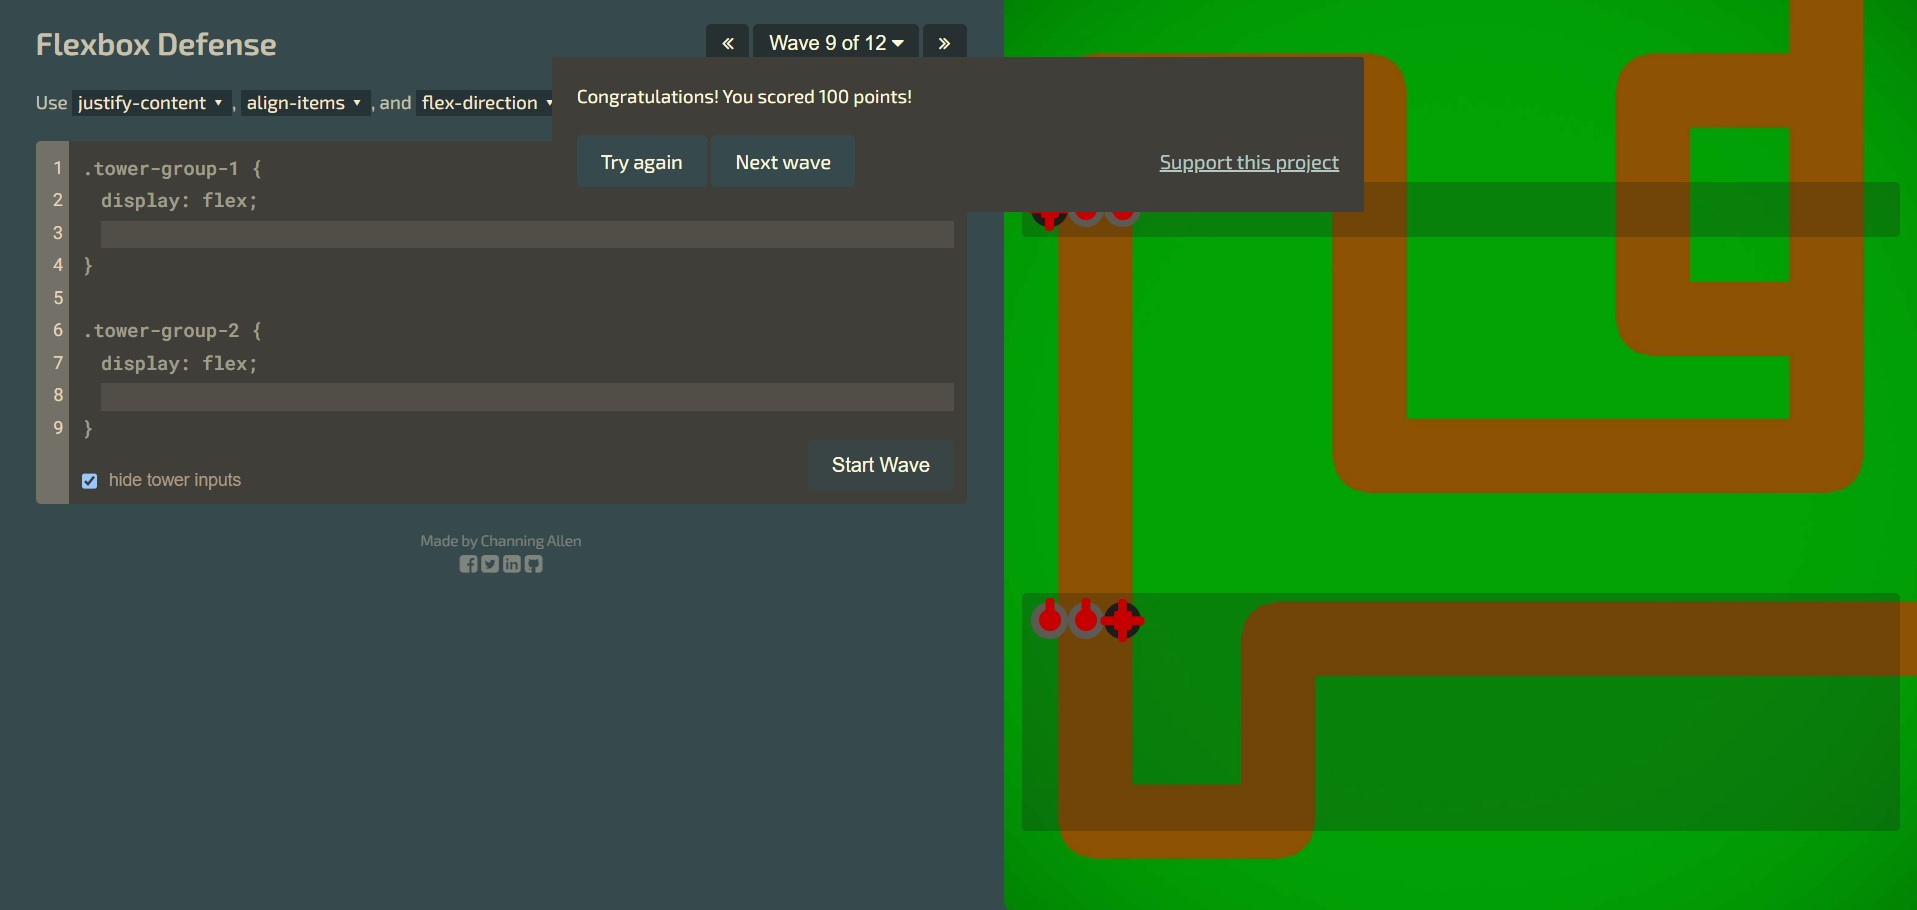 Flexbox Defense
« Wave 9 of 12 »
Congratulations! You scored 100 points!
Use justify-content , align-items , and flex-direction
Try again Next wave Support this project
1 .tower-group-1 {
2 display: flex;
3
4 }
5
6 .tower-group-2 {
7 display: flex;
8
9 }
Start Wave
hide tower inputs
Made by Channing Allen